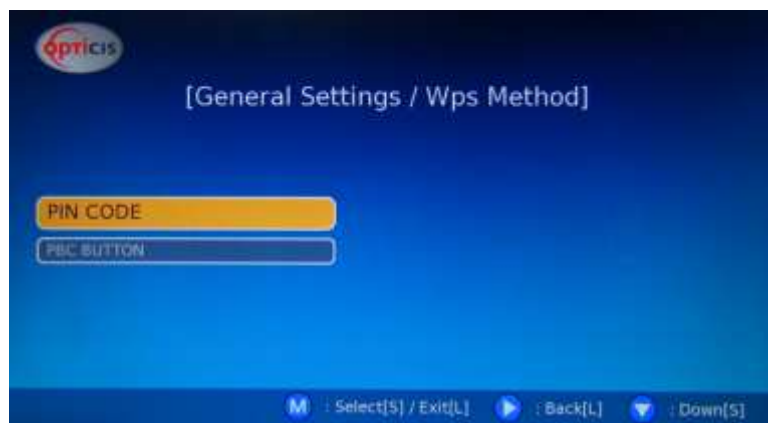 Opticis
[General Settings / Wps Method]
PIN CODE
PBC BUTTON
M : Select[S] / Exit[L] : Back[L] : Down[S]